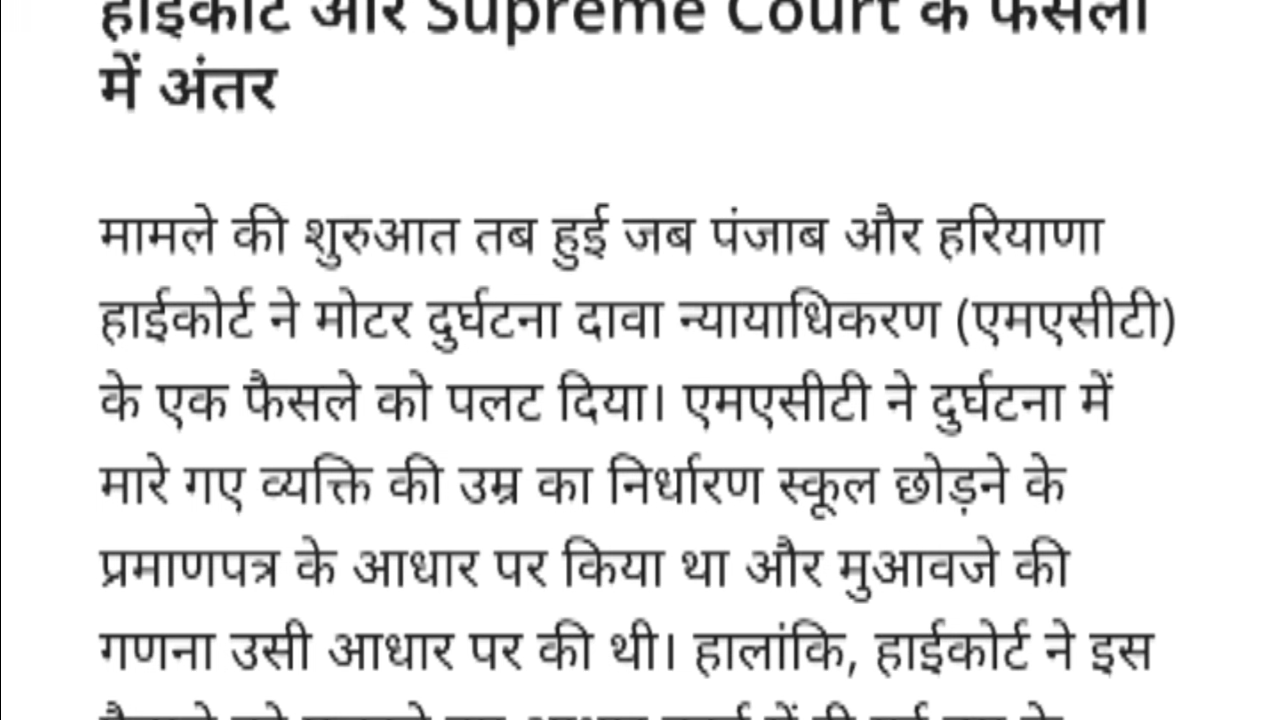 हाईकोर्ट और Supreme Court के फैसलों
में अंतर
मामले की शुरुआत तब हुई जब पंजाब और हरियाणा
हाईकोर्ट ने मोटर दुर्घटना दावा न्यायाधिकरण (एमएसीटी)
के एक फैसले को पलट दिया। एमएसीटी ने दुर्घटना में
मारे गए व्यक्ति की उम्र का निर्धारण स्कूल छोड़ने के
प्रमाणपत्र के आधार पर किया था और मुआवजे की
गणना उसी आधार पर की थी। हालांकि, हाईकोर्ट ने इस